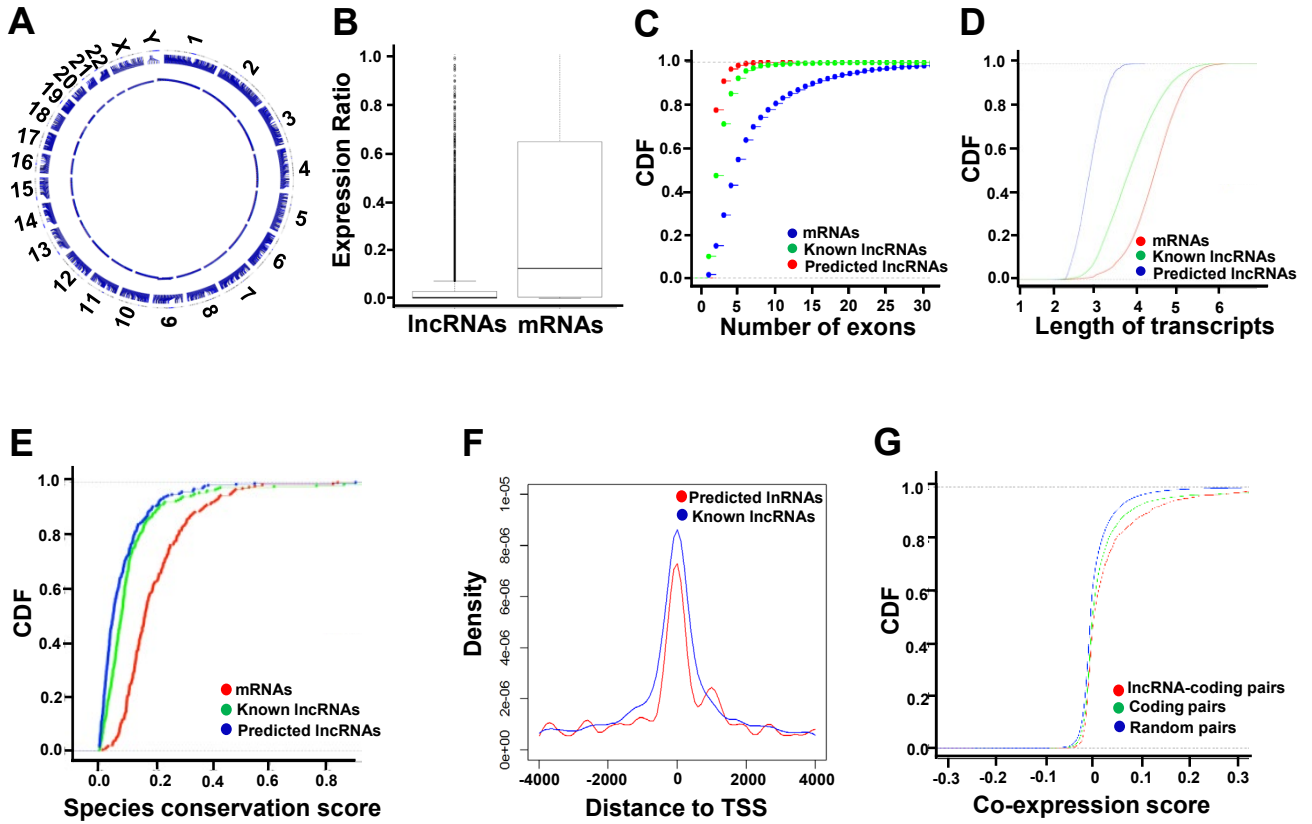 A
1
2
3
4
5
6
7
8
9
10
11
12
13
14
15
16
17
18
19
20
21
22
X
Y
B
Expression Ratio
1.0
0.8
0.6
0.4
0.2
0.0
lncRNAs mRNAs
C
CDF
1.0
0.8
0.6
0.4
0.2
0.0
mRNAs
Known lncRNAs
Predicted lncRNAs
0 5 10 15 20 25 30
Number of exons
D
CDF
1.0
0.8
0.6
0.4
0.2
0.0
mRNAs
Known lncRNAs
Predicted lncRNAs
1 2 3 4 5 6
Length of transcripts
E
CDF
1.0
0.8
0.6
0.4
0.2
0.0
mRNAs
Known lncRNAs
Predicted lncRNAs
0.0 0.2 0.4 0.6 0.8
Species conservation score
F
Density
1e-05
8e-06
6e-06
4e-06
2e-06
0e+00
Predicted lnRNAs
Known lncRNAs
-4000 -2000 0 2000 4000
Distance to TSS
G
CDF
1.0
0.8
0.6
0.4
0.2
0.0
lncRNA-coding pairs
Coding pairs
Random pairs
-0.3 -0.2 -0.1 0 0.1 0.2 0.3
Co-expression score